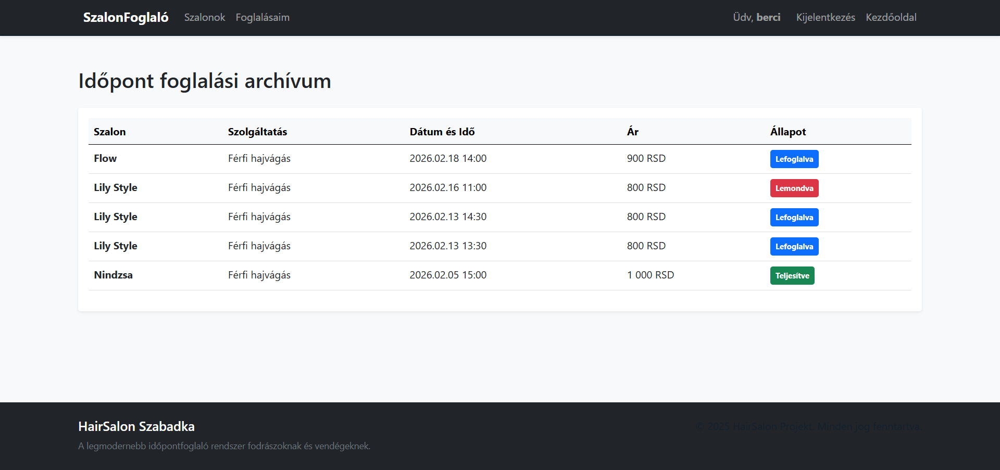 SzalonFoglaló Szalonok Foglalásaim Üdv, berci Kijelentkezés Kezdőoldal
Időpont foglalási archívum
Szalon Szolgáltatás Dátum és Idő Ár Állapot
Flow Férfi hajvágás 2026.02.18 14:00 900 RSD Lefoglalva
Lily Style Férfi hajvágás 2026.02.16 11:00 800 RSD Lemondva
Lily Style Férfi hajvágás 2026.02.13 14:30 800 RSD Lefoglalva
Lily Style Férfi hajvágás 2026.02.13 13:30 800 RSD Lefoglalva
Nindzsa Férfi hajvágás 2026.02.05 15:00 1 000 RSD Teljesítve
HairSalon Szabadka © 2025 HairSalon Projekt. Minden jog fenntartva.
A legmodernebb időpontfoglaló rendszer fodrászoknak és vendégeknek.